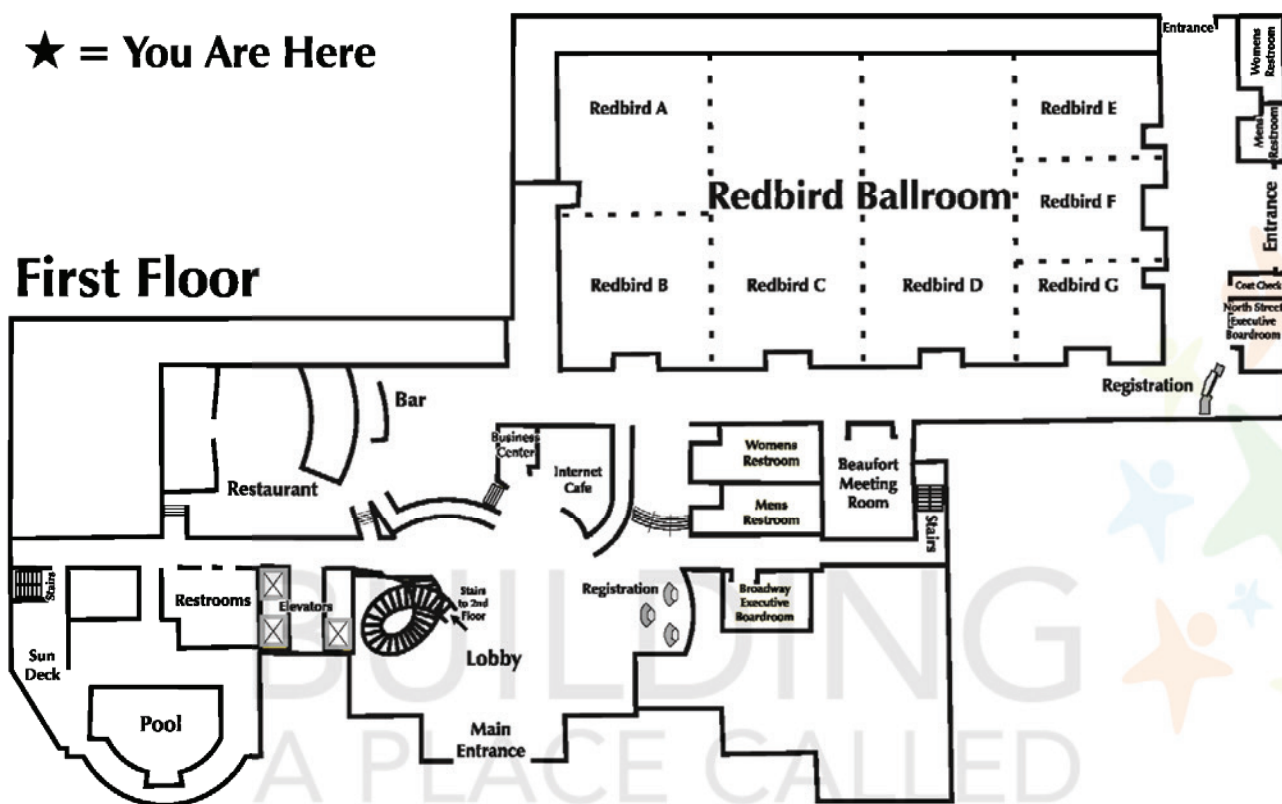 ★ = You Are Here
Entrance
Womens
Restroom
Mens
Restroom
Redbird A
Redbird E
Redbird Ballroom
Redbird F
Entrance
First Floor
Redbird B
Redbird C
Redbird D
Redbird G
Coat Check
North Street
Executive
Boardroom
Registration
Bar
Business
Center
Internet
Cafe
Womens
Restroom
Beaufort
Meeting
Room
Restaurant
Mens
Restroom
Stairs
Stairs
Restrooms
Elevators
Stairs
to 2nd
Floor
Registration
Broadway
Executive
Boardroom
Sun
Deck
Lobby
Pool
Main
Entrance
BUILDING
A PLACE CALLED